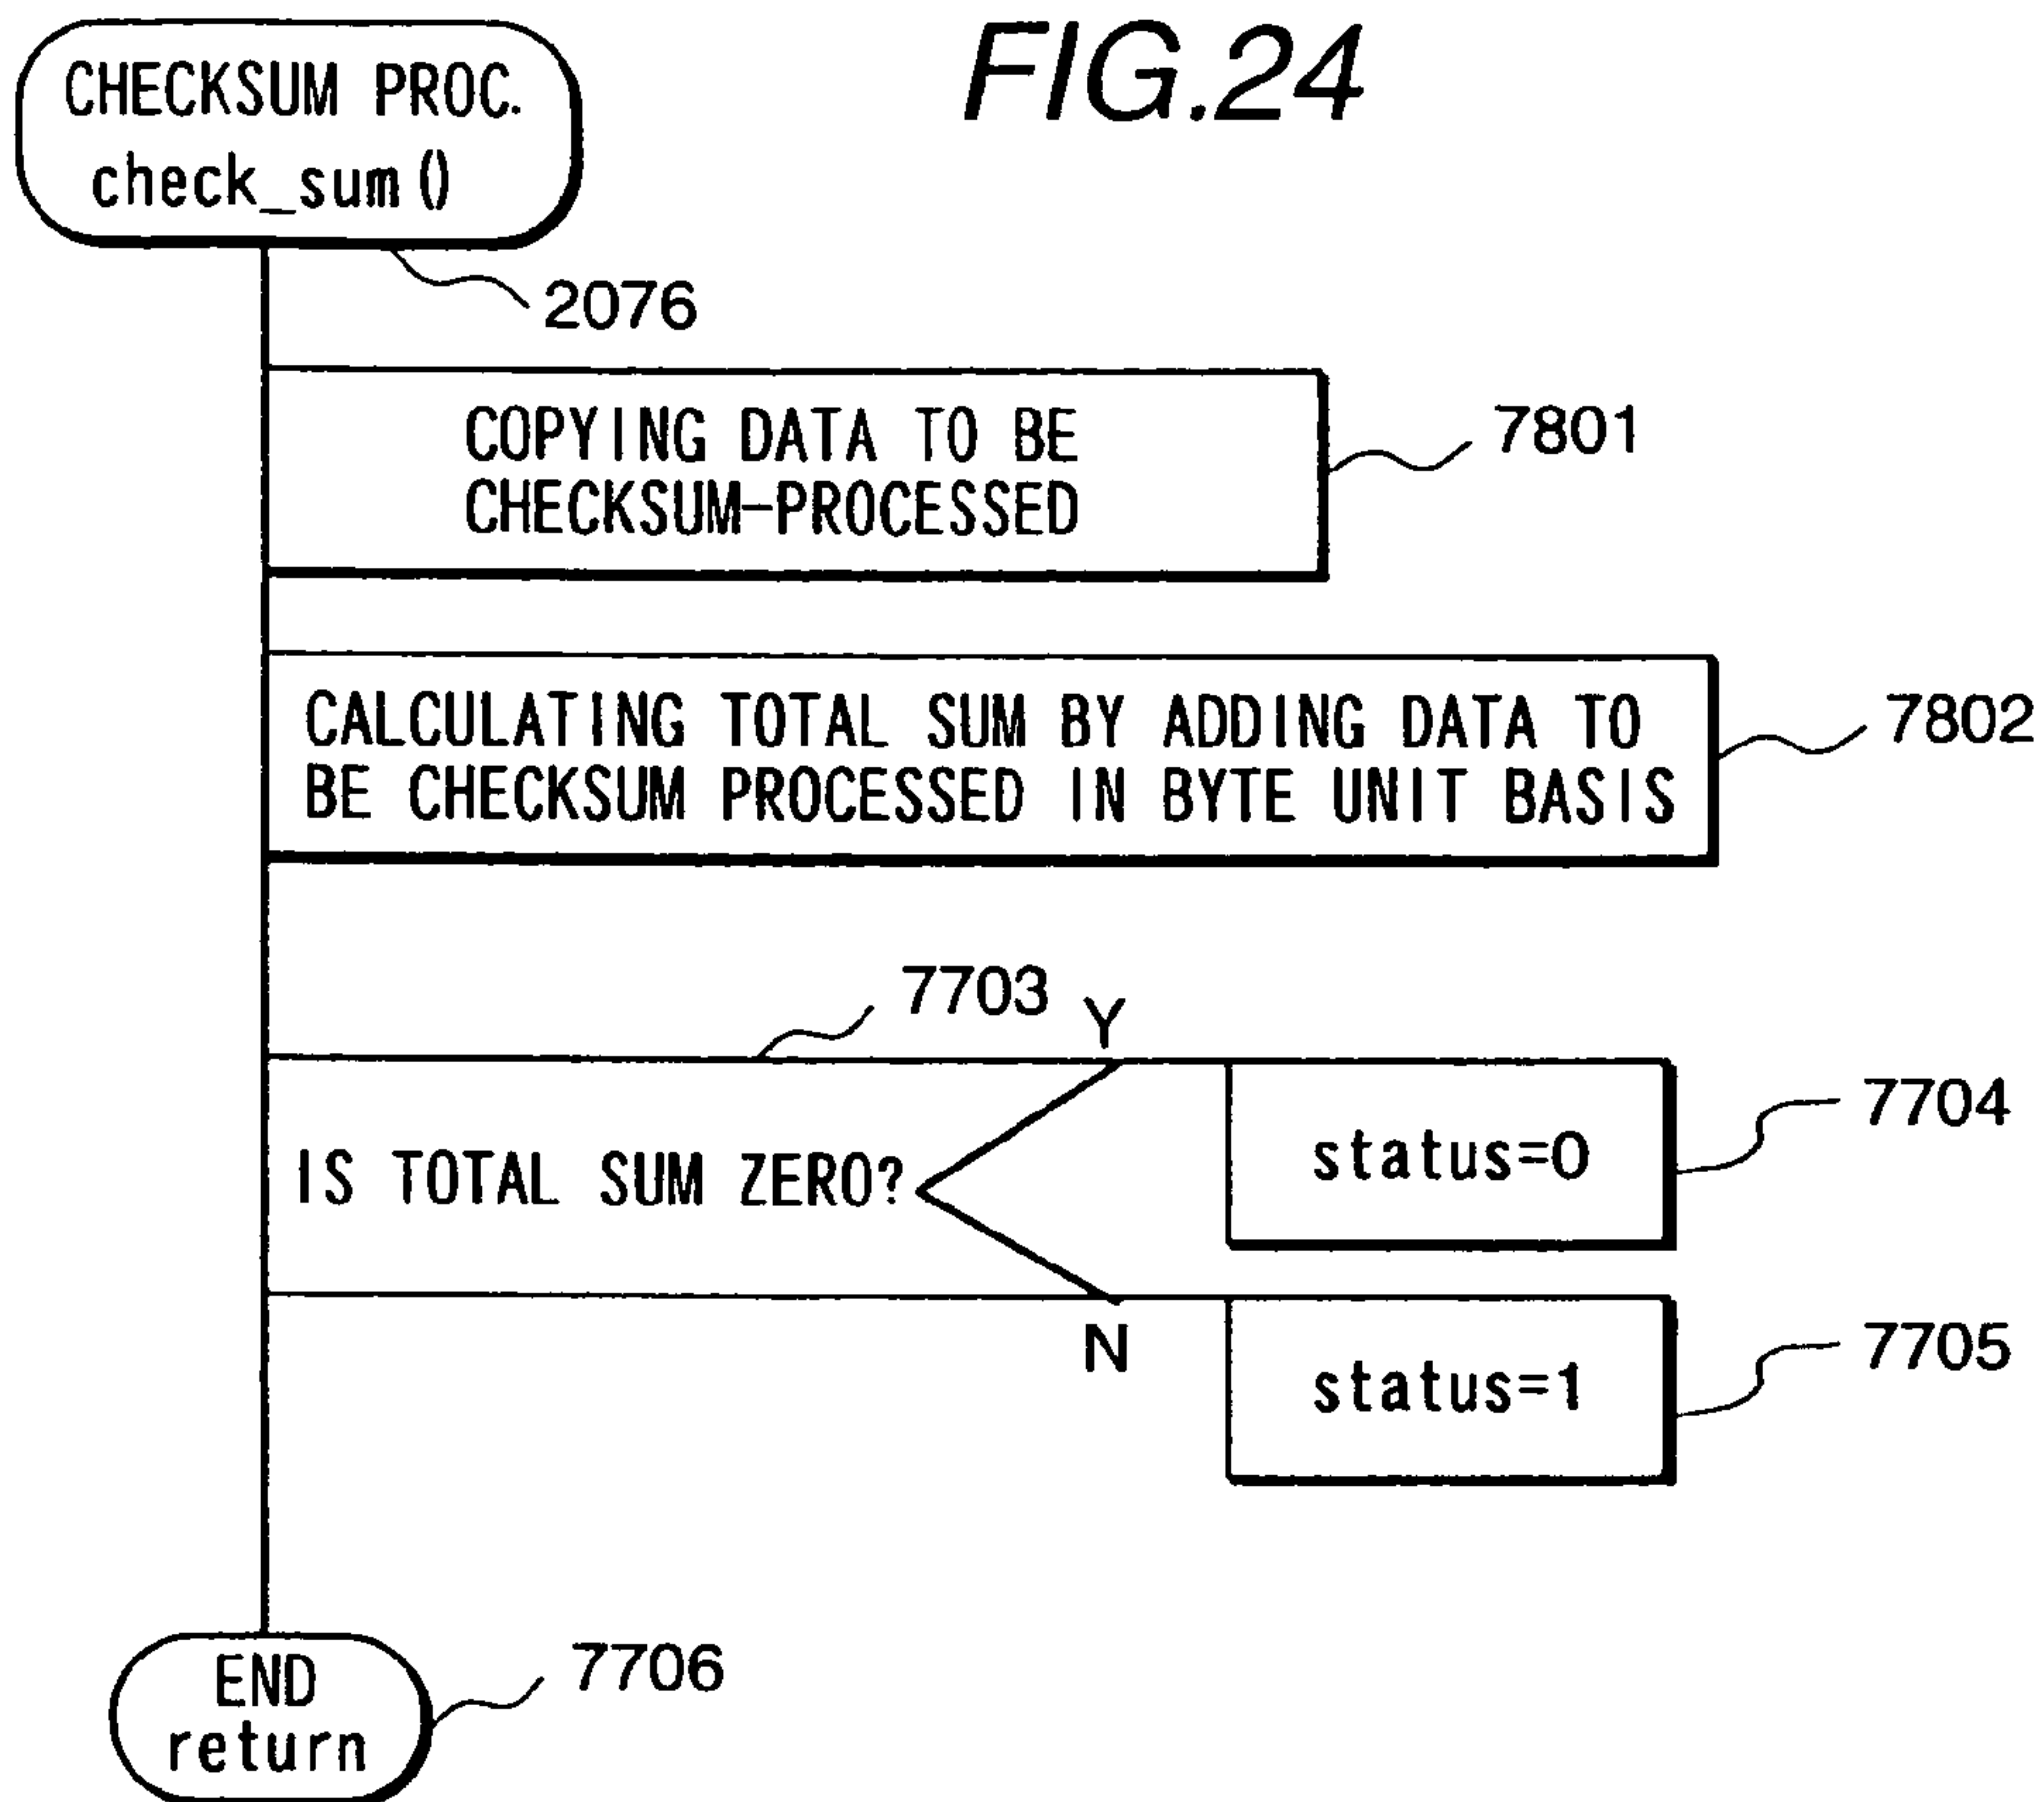 FIG.24
CHECKSUM PROC.
check_sum()
2076
COPYING DATA TO BE
CHECKSUM-PROCESSED
7801
CALCULATING TOTAL SUM BY ADDING DATA TO
BE CHECKSUM PROCESSED IN BYTE UNIT BASIS
7802
7703
Y
IS TOTAL SUM ZERO?
status=0
7704
N
status=1
7705
END
return
7706